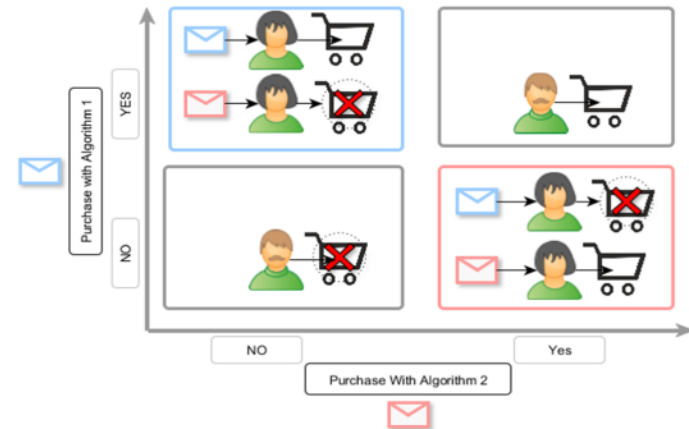 Purchase with Algorithm 1
YES
NO
NO
Yes
Purchase With Algorithm 2